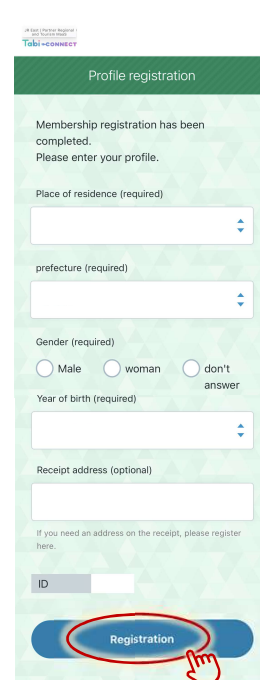 JR East | Partner Regional
and Tourism MaaS
Tabi-CONNECT
Profile registration
Membership registration has been
completed.
Please enter your profile.
Place of residence (required)
prefecture (required)
Gender (required)
Male woman don't
answer
Year of birth (required)
Receipt address (optional)
If you need an address on the receipt, please register
here.
ID
Registration